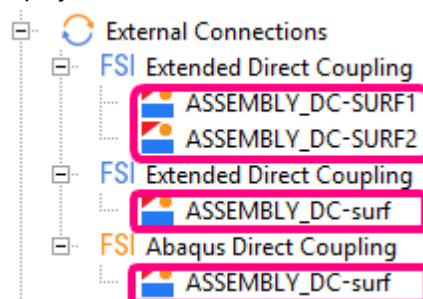 External Connections
FSI Extended Direct Coupling
ASSEMBLY_DC-SURF1
ASSEMBLY_DC-SURF2
FSI Extended Direct Coupling
ASSEMBLY_DC-surf
FSI Abaqus Direct Coupling
ASSEMBLY_DC-surf